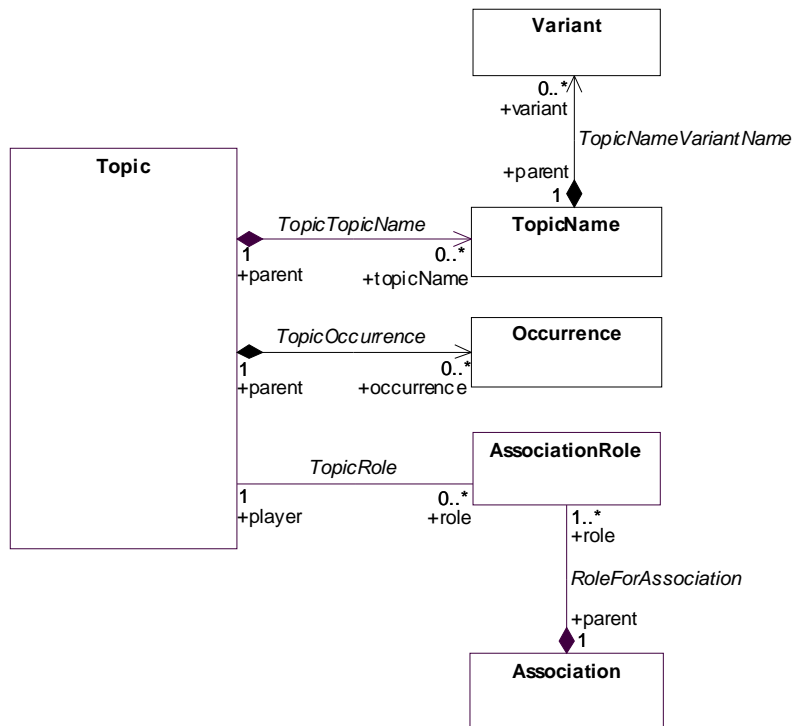 Variant
0..*
+variant
TopicNameVariantName
+parent
1
Topic
TopicName
TopicTopicName
1
0..*
+parent
+topicName
Occurrence
TopicOccurrence
1
0..*
+parent
+occurrence
AssociationRole
TopicRole
1
0..*
+player
+role
1..*
+role
RoleForAssociation
+parent
1
Association